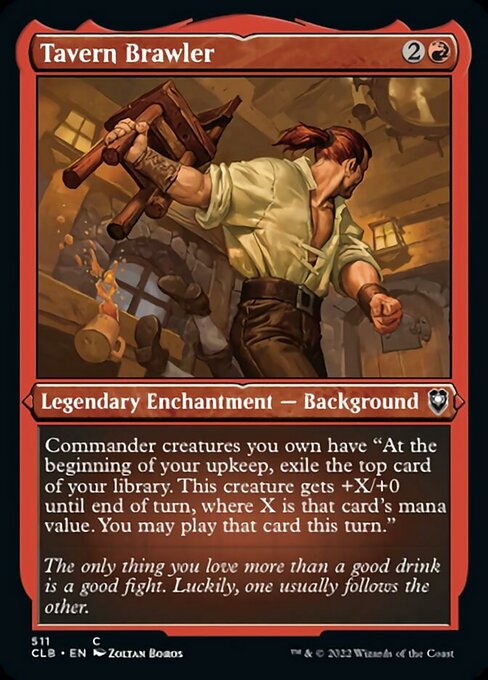 Tavern Brawler 2
Legendary Enchantment — Background
Commander creatures you own have “At the
beginning of your upkeep, exile the top card
of your library. This creature gets +X/+0
until end of turn, where X is that card's mana
value. You may play that card this turn.”
The only thing you love more than a good drink
is a good fight. Luckily, one usually follows the
other.
511 C
CLB • EN Zoltan Boros ™ & © 2022 Wizards of the Coast